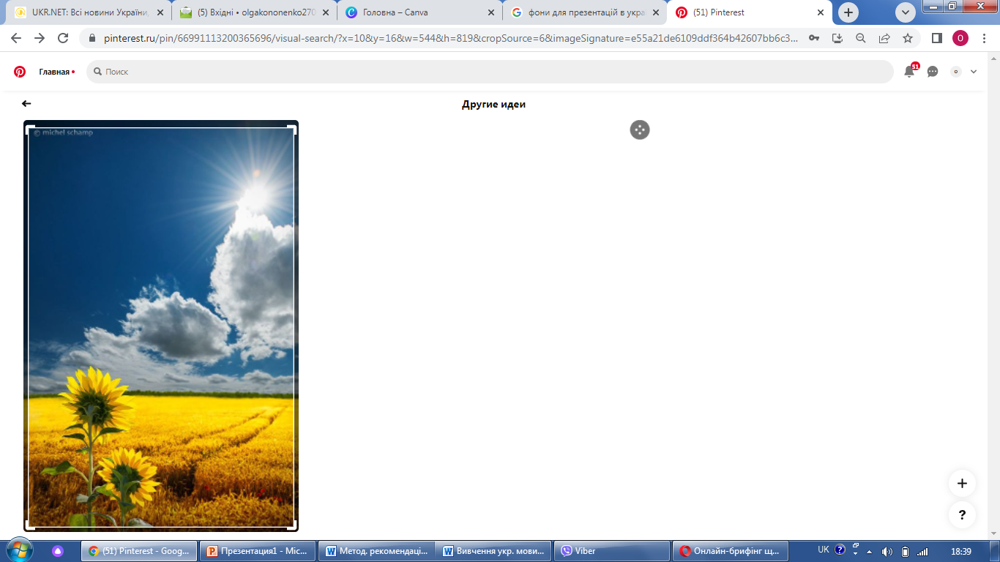 UKR.NET: Всі новини України,
(5) Вхідні • olgakononenko270
Головна – Canva
фони для презентацій в укра
(51) Pinterest
pinterest.ru/pin/66991113200365696/visual-search/?x=10&y=16&w=544&h=819&cropSource=6&imageSignature=e55a21de6109ddf364b42607bb6c3...
O
Главная
Поиск
51
o
Другие идеи
© michel schamp
+
?
(51) Pinterest - Goog...
Презентация1 - Mic...
Метод. рекомендаці...
Вивчення укр. мови...
Viber
Онлайн-брифінг щ...
UK
18:39